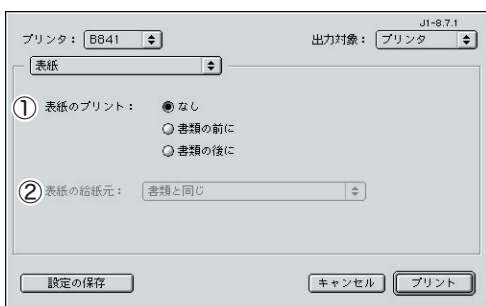 J1-8.7.1
プリンタ： B841 出力対象： プリンタ
表紙
① 表紙のプリント： なし
書類の前に
書類の後に
② 表紙の給紙元： 書類と同じ
設定の保存 キャンセル プリント